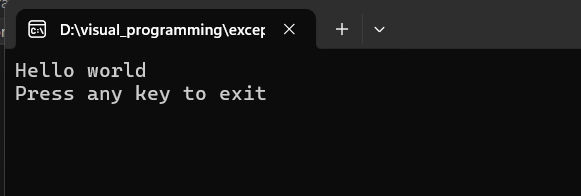 D:\visual_programming\excep
Hello world
Press any key to exit